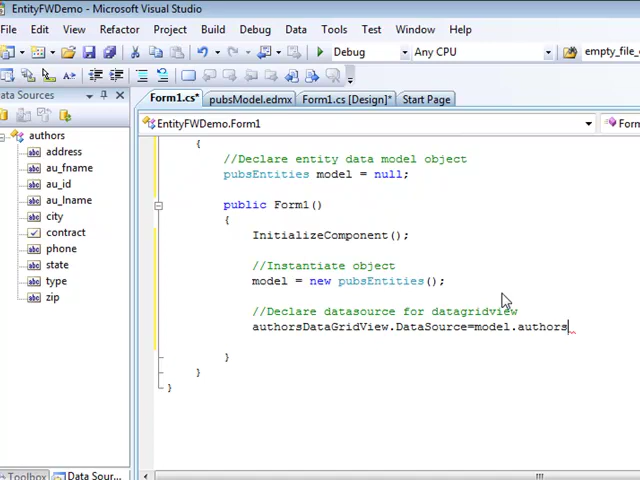 EntityFWDemo - Microsoft Visual Studio
File Edit View Refactor Project Build Debug Data Tools Test Window Help
Debug Any CPU empty_file_
Data Sources
Form1.cs* pubsModel.edmx Form1.cs [Design]* Start Page
EntityFWDemo.Form1
authors
address
au_fname
au_id
au_lname
city
contract
phone
state
type
zip
{
//Declare entity data model object
pubsEntities model = null;
public Form1()
{
InitializeComponent();
//Instantiate object
model = new pubsEntities();
//Declare datasource for datagridview
authorsDataGridView.DataSource=model.authors
}
}
}
Toolbox Data Sour...